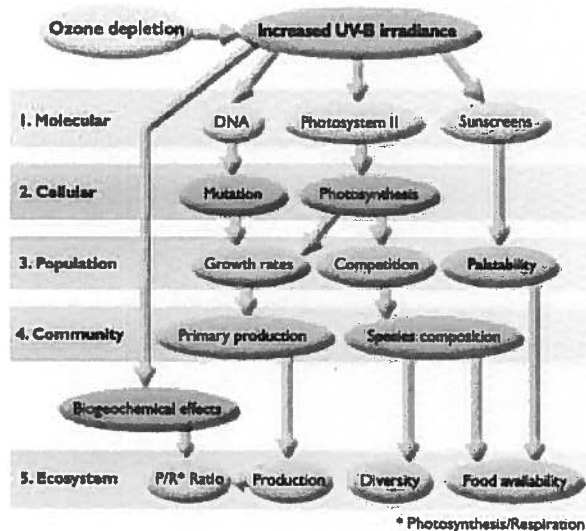 Ozone depletion
Increased UV-B irradiance
1. Molecular
DNA
Photosystem II
Sunscreens
2. Cellular
Mutation
Photosynthesis
3. Population
Growth rates
Competition
Palatability
4. Community
Primary production
Species composition
Biogeochemical effects
5. Ecosystem
P/R* Ratio
Production
Diversity
Food availability
* Photosynthesis/Respiration